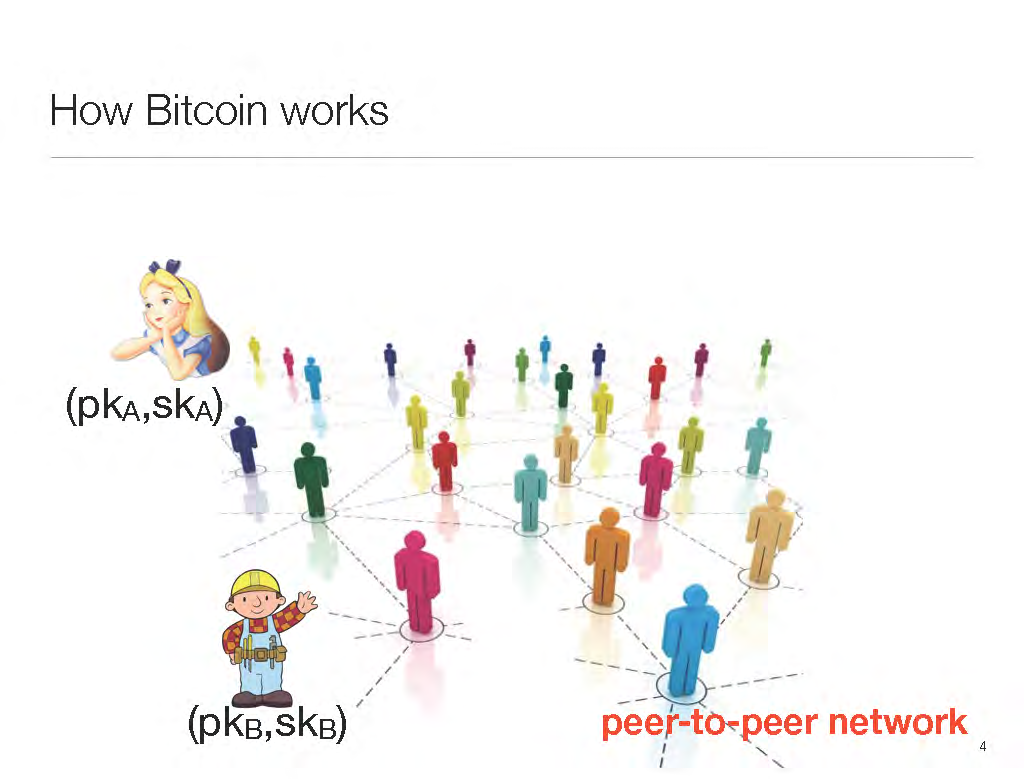 How Bitcoin works
(pkA,skA)
(pkB,skB)
peer-to-peer network
4